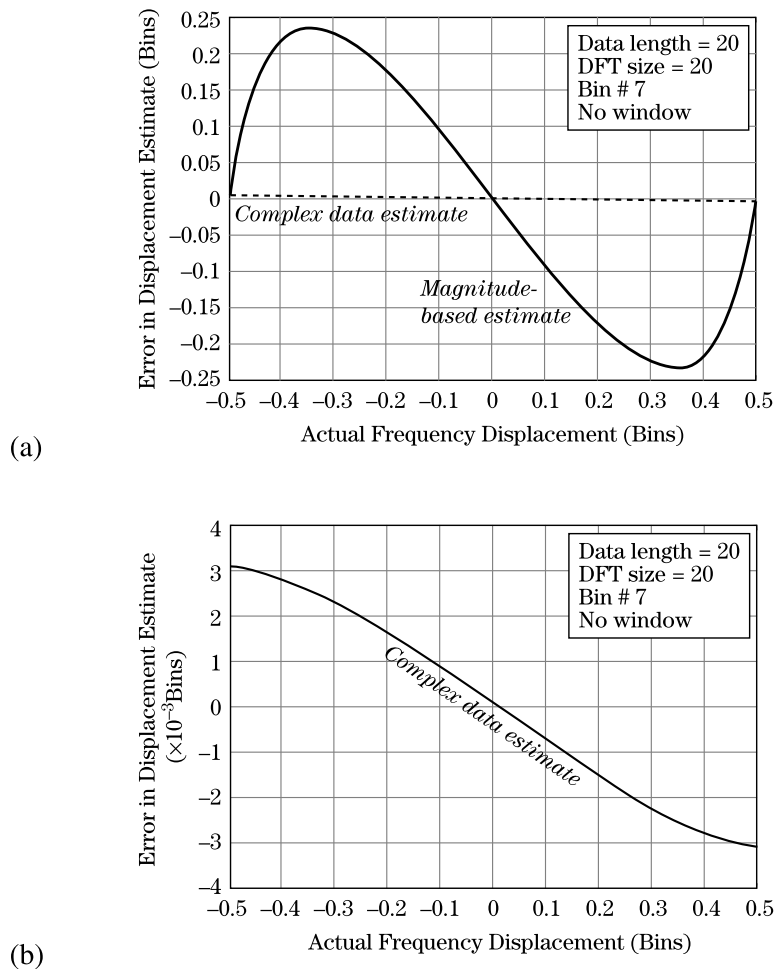 0.25
0.2
0.15
0.1
0.05
0
–0.05
–0.1
–0.15
–0.2
–0.25
Error in Displacement Estimate (Bins)
Data length = 20
DFT size = 20
Bin # 7
No window
Complex data estimate
Magnitude-
based estimate
–0.5 –0.4 –0.3 –0.2 –0.1 0 0.1 0.2 0.3 0.4 0.5
Actual Frequency Displacement (Bins)
(a)
4
3
2
1
0
–1
–2
–3
–4
Error in Displacement Estimate
(×10–3Bins)
Data length = 20
DFT size = 20
Bin # 7
No window
Complex data estimate
–0.5 –0.4 –0.3 –0.2 –0.1 0 0.1 0.2 0.3 0.4 0.5
Actual Frequency Displacement (Bins)
(b)